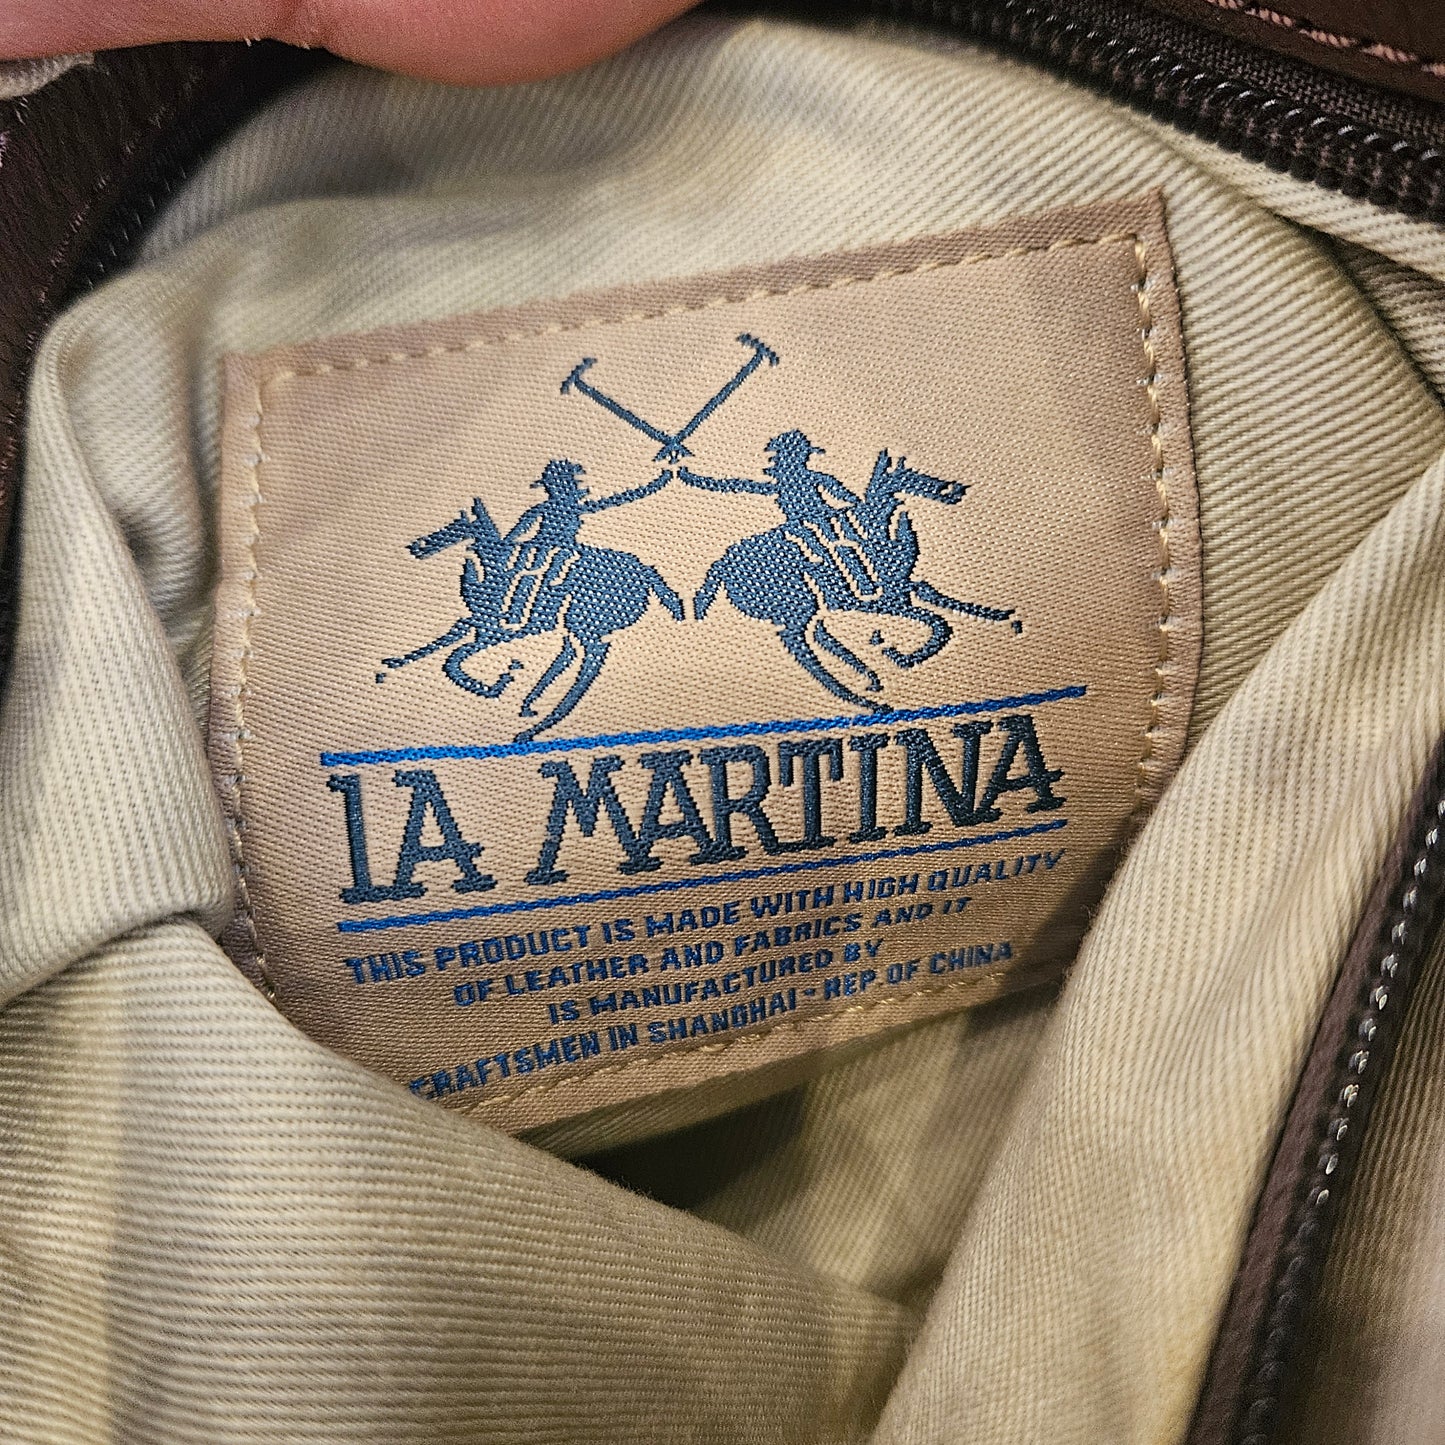 LA MARTINA
THIS PRODUCT IS MADE WITH HIGH QUALITY
OF LEATHER AND FABRICS AND IT
IS MANUFACTURED BY
CRAFTSMEN IN SHANGHAI - REP OF CHINA